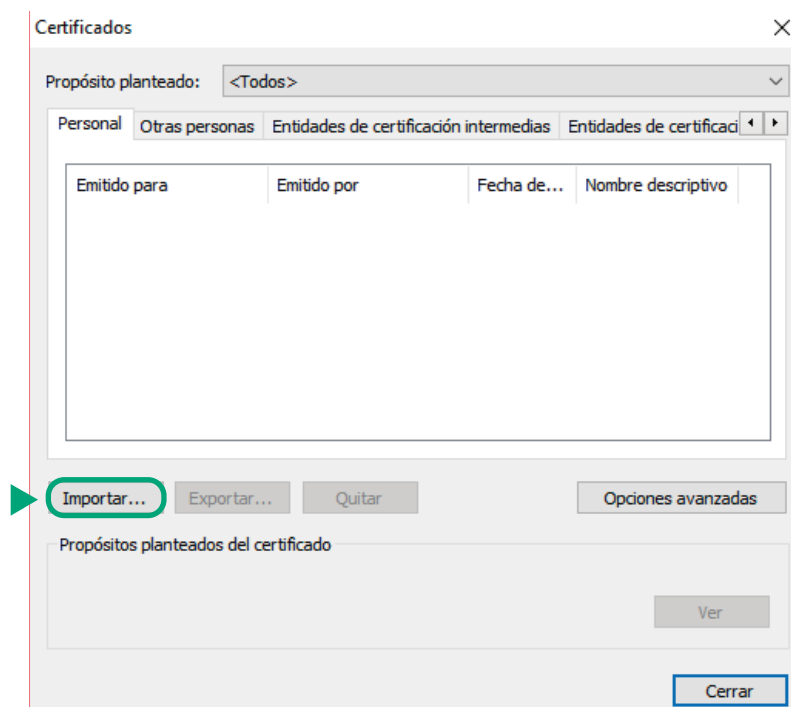 Certificados
Propósito planteado: <Todos>
Personal Otras personas Entidades de certificación intermedias Entidades de certificaci
Emitido para Emitido por Fecha de... Nombre descriptivo
Importar... Exportar... Quitar Opciones avanzadas
Propósitos planteados del certificado
Ver
Cerrar